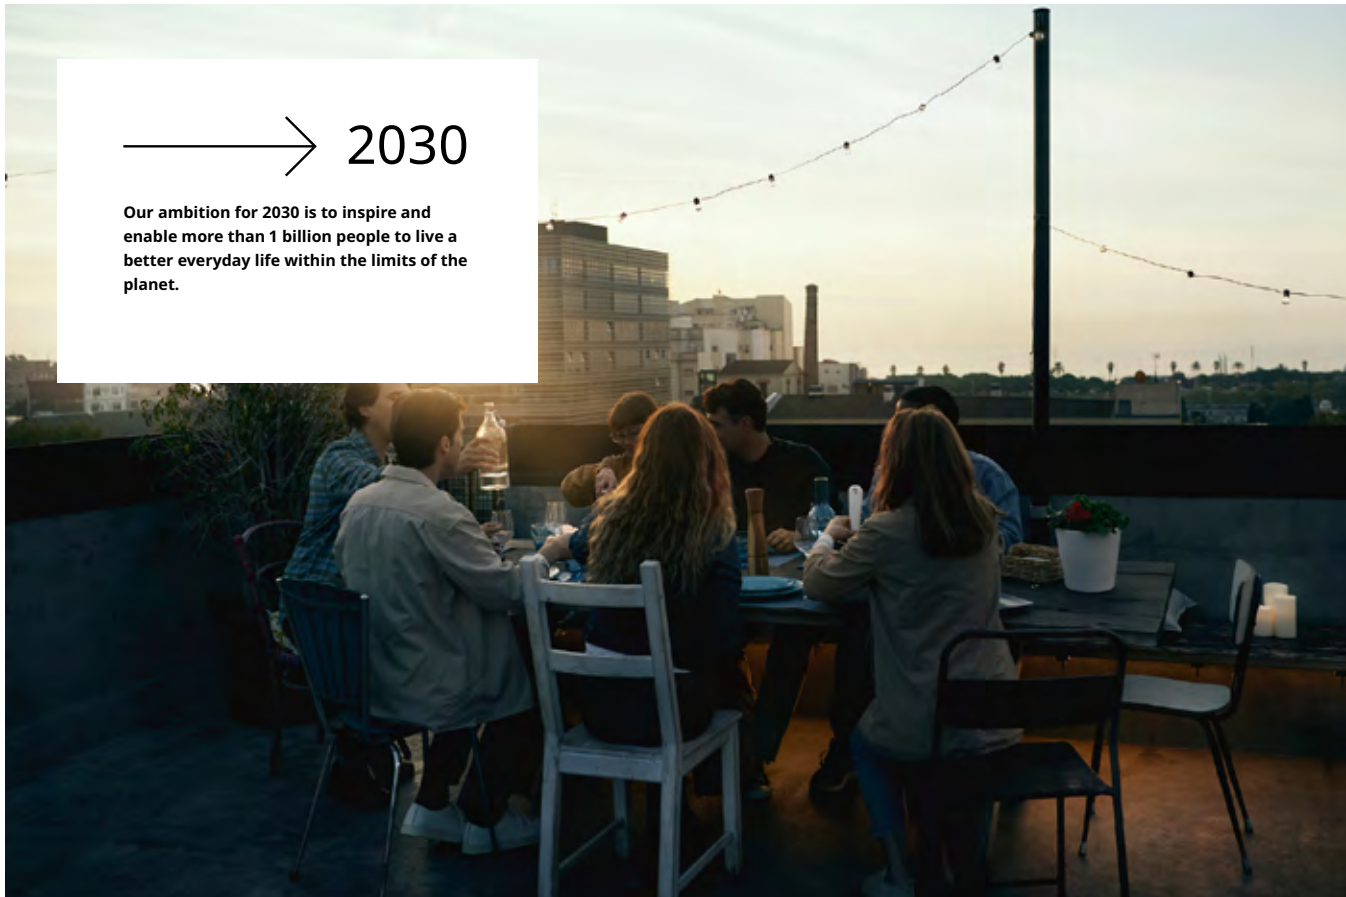 2030
Our ambition for 2030 is to inspire and
enable more than 1 billion people to live a
better everyday life within the limits of the
planet.